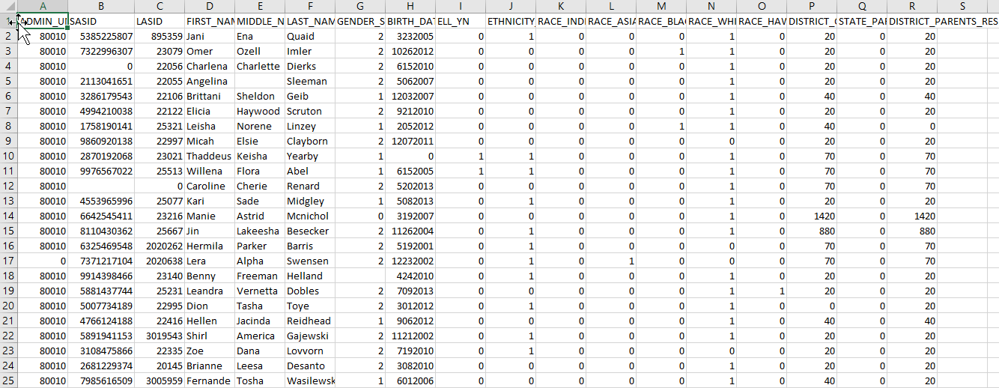 A B C D E F G H I J K L M N O P Q R S
1 ADMIN_UI SASID LASID FIRST_NAM MIDDLE_N LAST_NAM GENDER_S BIRTH_DAT ELL_YN ETHNICITY_ RACE_INDI RACE_ASIA RACE_BLAC RACE_WHI RACE_HAV DISTRICT_C STATE_PAI DISTRICT_PARENTS_RES
2 80010 5385225807 895359 Jani Ena Quaid 2 3232005 0 1 0 0 0 1 0 20 0 20
3 80010 7322996307 23079 Omer Ozell Imler 2 10262012 0 0 0 0 1 1 0 20 0 20
4 80010 0 22056 Charlena Charlette Dierks 2 6152010 0 0 0 0 0 1 0 20 0 20
5 80010 2113041651 22055 Angelina Sleeman 2 5062007 0 0 0 0 0 1 0 20 0 20
6 80010 3286179543 22106 Brittani Sheldon Geib 1 12032007 0 0 0 0 0 1 0 40 0 40
7 80010 4994210038 22122 Elicia Haywood Scruton 2 9212010 0 0 0 0 0 1 0 20 0 20
8 80010 1758190141 25321 Leisha Norene Linzey 1 2052012 0 0 0 0 1 1 0 40 0 0
9 80010 9860920138 22997 Micah Elsie Clayborn 2 12072011 0 0 0 0 0 0 0 20 0 20
10 80010 2870192068 23021 Thaddeus Keisha Yearby 1 0 1 1 0 0 0 1 0 70 0 70
11 80010 9976567022 25513 Willena Flora Abel 1 6152005 1 1 0 0 0 1 0 70 0 70
12 80010 0 Caroline Cherie Renard 2 5202013 0 0 0 0 0 1 0 70 0 70
13 80010 4553965996 25077 Kari Sade Midgley 1 5082013 0 1 0 0 0 1 0 20 0 20
14 80010 6642545411 23216 Manie Astrid Mcnichol 0 3192007 0 0 0 0 0 1 0 1420 0 1420
15 80010 8110430362 25667 Jin Lakeesha Besecker 2 11262004 0 1 0 0 0 1 0 880 0 880
16 80010 6325469548 2020262 Hermila Parker Barris 2 5192001 0 1 0 0 0 0 0 70 0 70
17 0 7371217104 2020638 Lera Alpha Swensen 2 12232002 0 1 0 1 0 0 0 70 0 70
18 80010 9914398466 23140 Benny Freeman Helland 4242010 0 1 0 0 0 1 0 20 0 20
19 80010 5881437744 25231 Leandra Vernetta Dobles 2 7092013 0 0 0 0 0 1 1 20 0 20
20 80010 5007734189 22995 Dion Tasha Toye 2 3012012 0 1 0 0 0 1 0 0 0 20
21 80010 4766124188 22416 Hellen Jacinda Reidhead 1 9062012 0 0 0 0 0 1 0 40 0 40
22 80010 5891941153 3019543 Shirl America Gajewski 2 11212002 0 1 0 0 0 1 0 20 0 20
23 80010 3108475866 22335 Zoe Dana Lovvorn 2 7192010 0 1 0 0 0 0 0 20 0 20
24 80010 2681229374 20145 Brianne Leesa Desanto 2 3082010 0 0 0 0 0 1 0 20 0 20
25 80010 7985616509 3005959 Fernande Tosha Wasilewsk 1 6012006 0 0 0 0 0 1 0 40 0 20